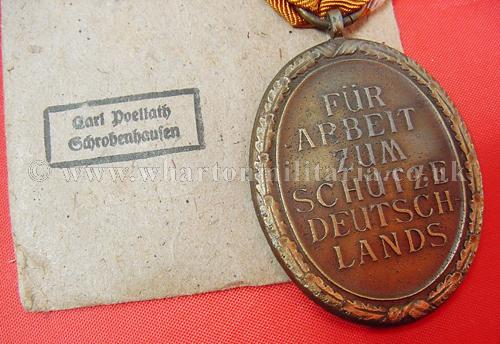 Carl Poellath
Schrobenhausen
© www.whartonmilitaria.co.uk
FÜR
ARBEIT
ZUM
SCHUTZE
DEUTSCH-
LANDS